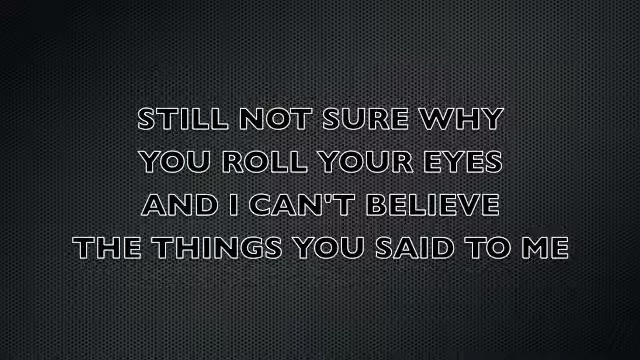 STILL NOT SURE WHY
YOU ROLL YOUR EYES
AND I CAN'T BELIEVE
THE THINGS YOU SAID TO ME